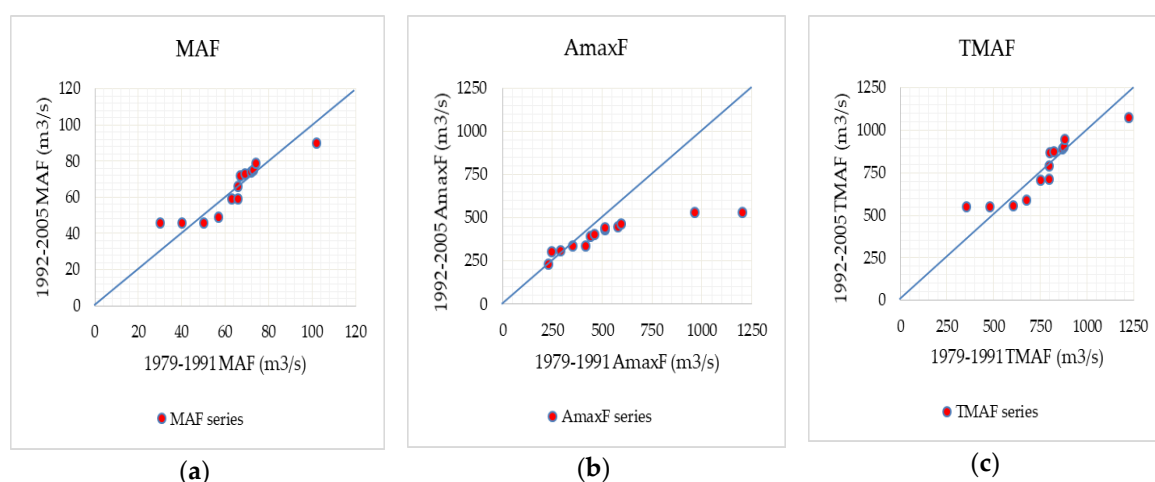 MAF
1992-2005 MAF (m3/s)
120
100
80
60
40
20
0
0 20 40 60 80 100 120
1979-1991 MAF (m3/s)
MAF series
(a)
AmaxF
1992-2005 AmaxF (m3/s)
1250
1000
750
500
250
0
0 250 500 750 1000 1250
1979-1991 AmaxF (m3/s)
AmaxF series
(b)
TMAF
1992-2005 TMAF (m3/s)
1250
1000
750
500
250
0
0 250 500 750 1000 1250
1979-1991 TMAF (m3/s)
TMAF series
(c)